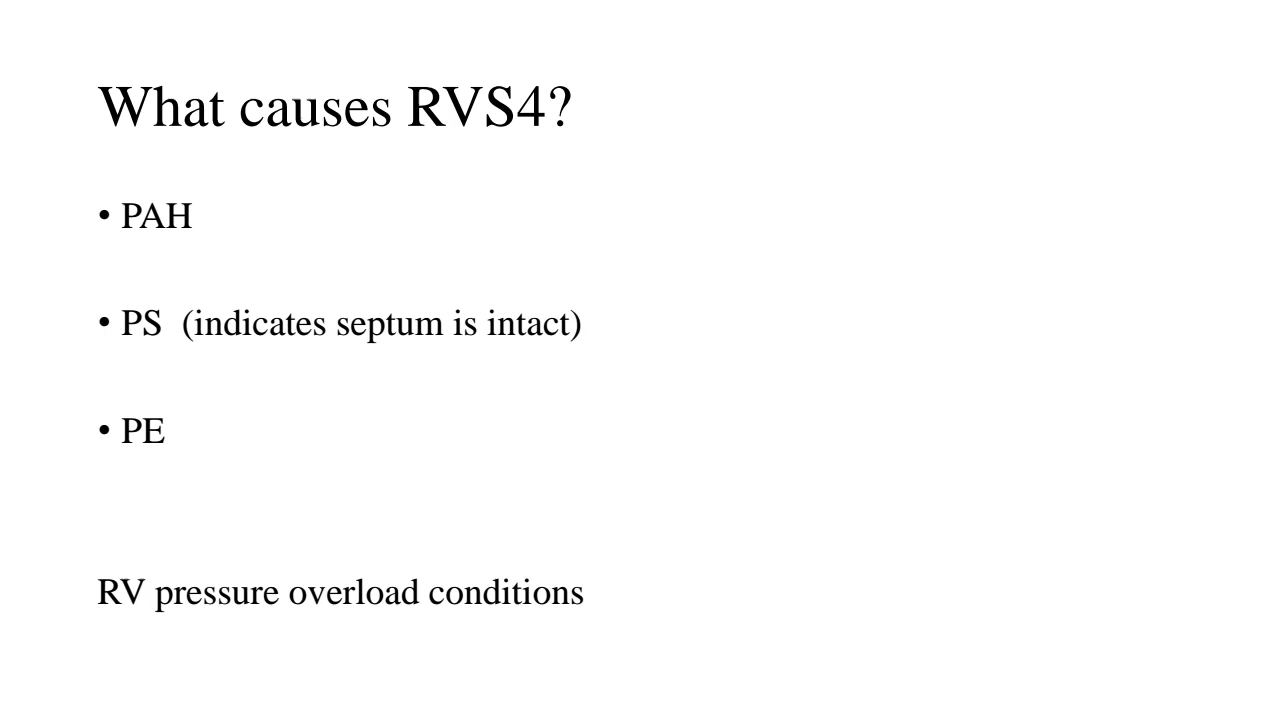 What causes RVS4?
• PAH
• PS  (indicates septum is intact)
• PE
RV pressure overload conditions